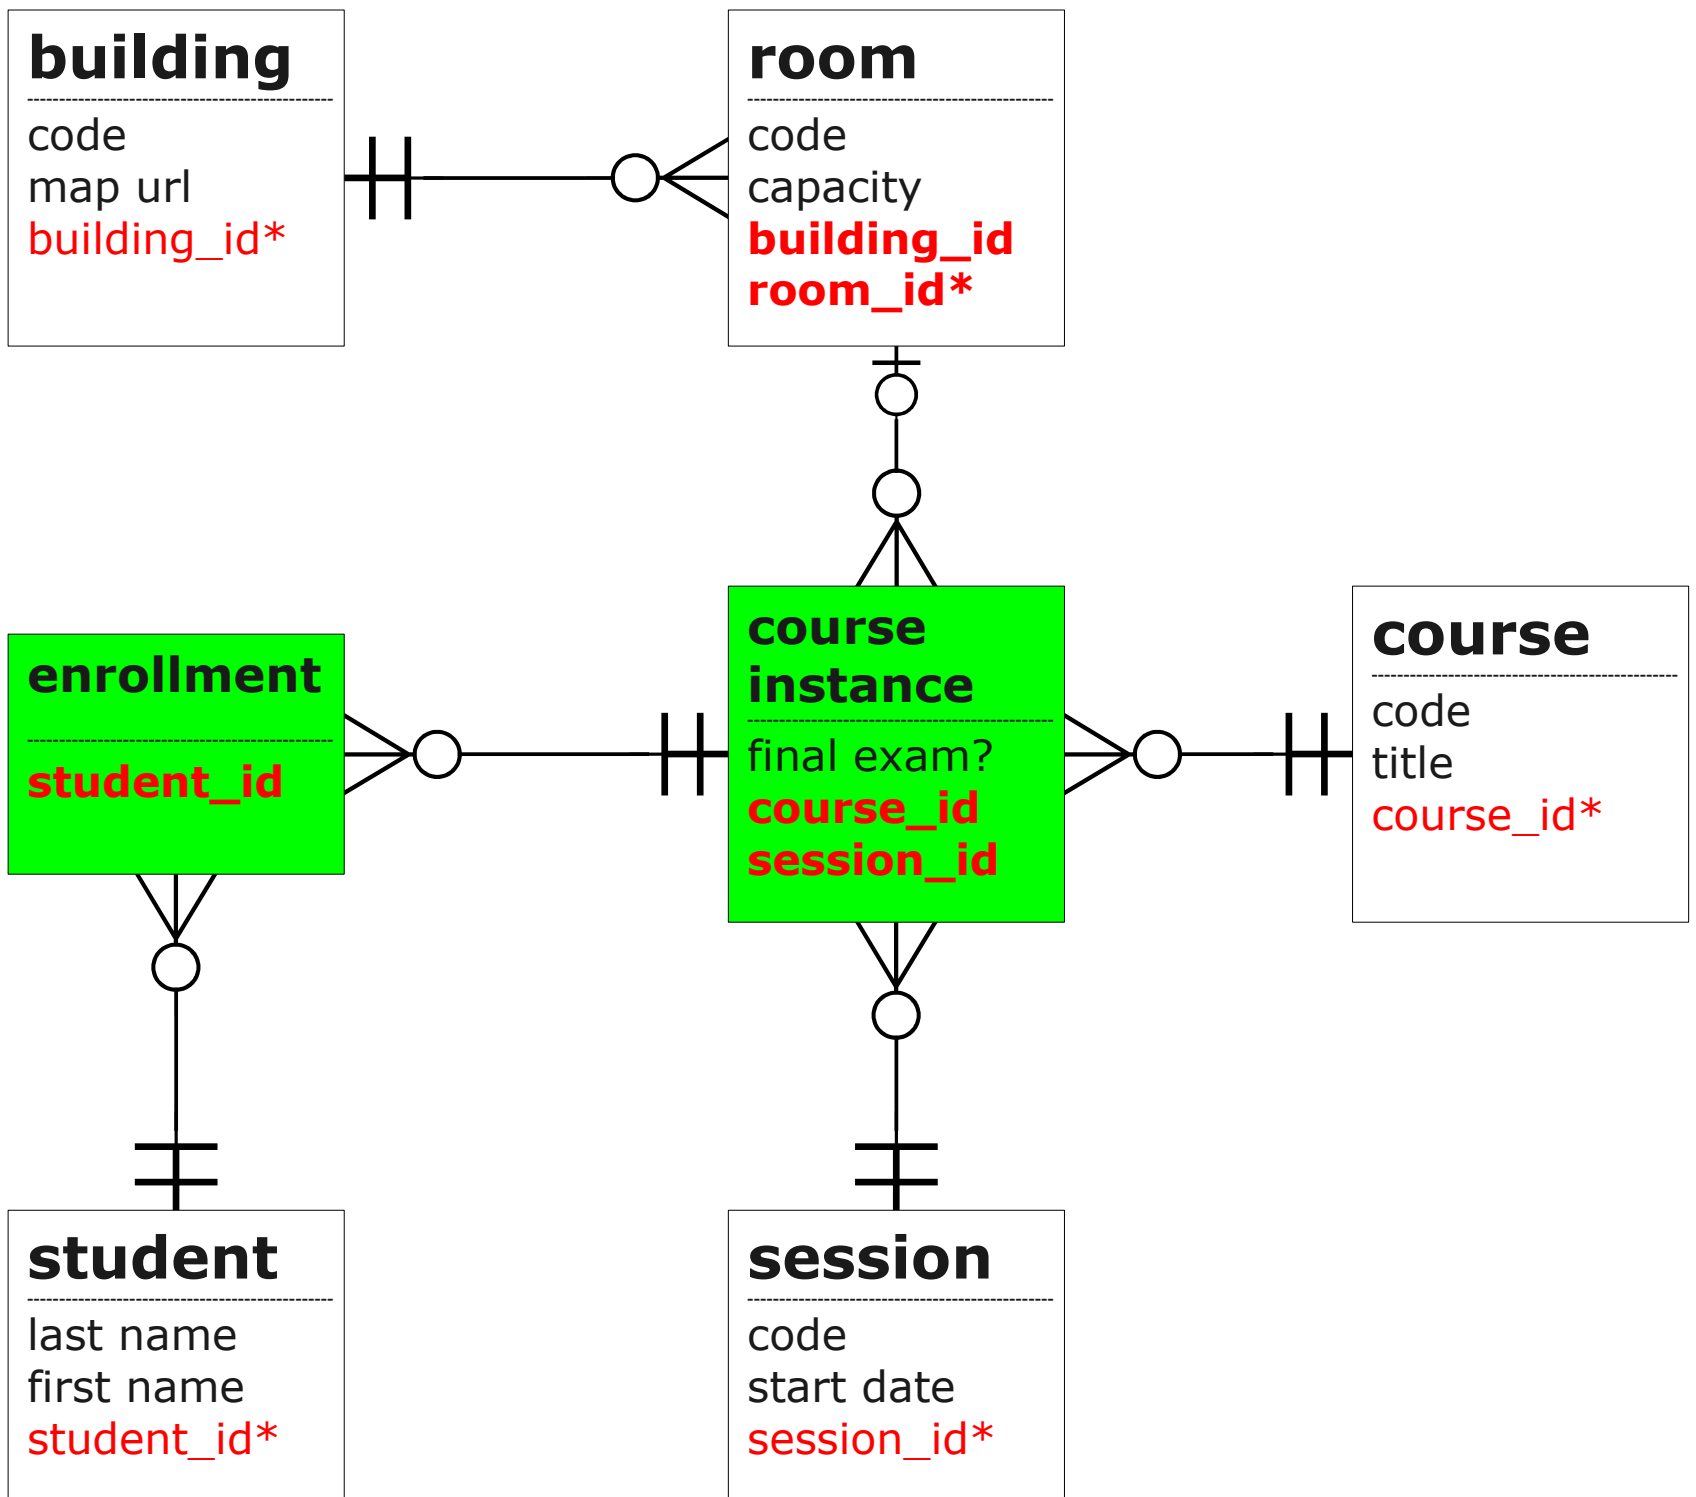 building
code
map url
building_id*
room
code
capacity
building_id
room_id*
enrollment
student_id
course
instance
final exam?
course_id
session_id
course
code
title
course_id*
student
last name
first name
student_id*
session
code
start date
session_id*